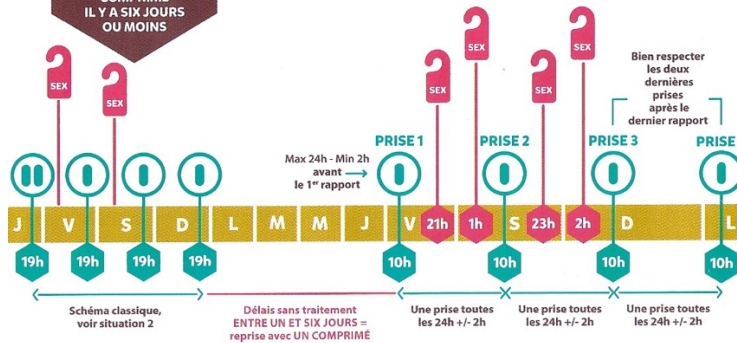 COMPRIMÉ
IL Y A SIX JOURS
OU MOINS
SEX
SEX
SEX
SEX
SEX
SEX
Bien respecter
les deux
dernières
prises
après le
dernier rapport
Max 24h - Min 2h
avant
le 1er rapport
PRISE 1
PRISE 2
PRISE 3
PRISE
J V S D L M M J V 21h 1h S 23h 2h D L
19h 19h 19h 19h 10h 10h 10h 10h
Schéma classique,
voir situation 2
Délais sans traitement
ENTRE UN ET SIX JOURS =
reprise avec UN COMPRIMÉ
Une prise toutes
les 24h +/- 2h
Une prise toutes
les 24h +/- 2h
Une prise toutes
les 24h +/- 2h